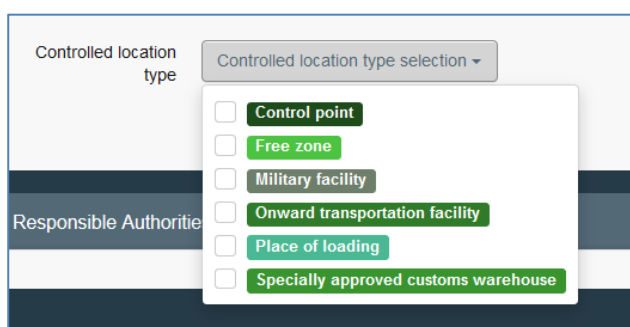 Controlled location
type
Controlled location type selection
Control point
Free zone
Military facility
Onward transportation facility
Place of loading
Specially approved customs warehouse
Responsible Authoritie